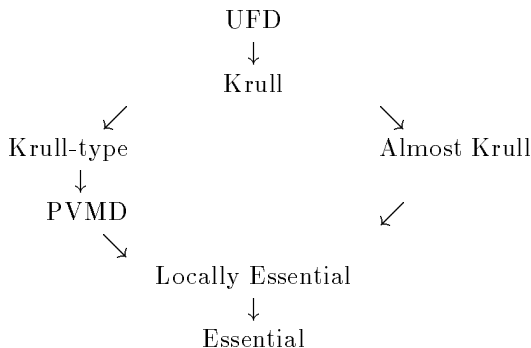 UFD
↓
Krull
↙ ↘
Krull-type Almost Krull
↓
PVMD ↙
↘
Locally Essential
↓
Essential